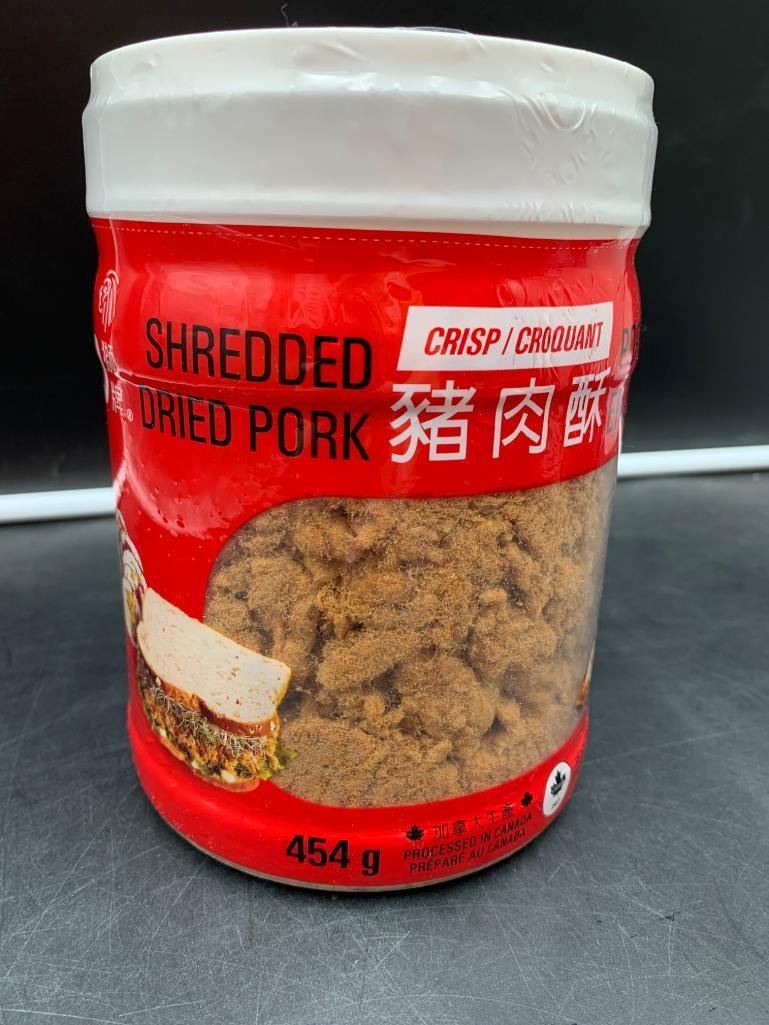 SHREDDED
DRIED PORK
CRISP / CROQUANT
豬肉酥
牌®
454 g
加拿大生產
PROCESSED IN CANADA
PRÉPARÉ AU CANADA